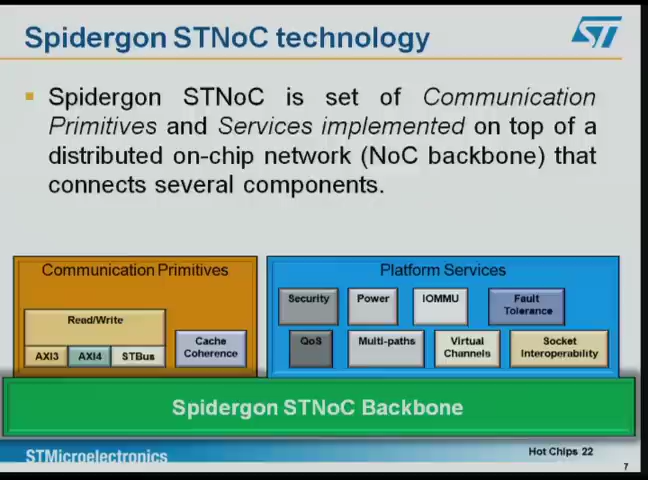 Spidergon STNoC technology
ST
Spidergon STNoC is set of Communication
Primitives and Services implemented on top of a
distributed on-chip network (NoC backbone) that
connects several components.
Communication Primitives
Read/Write
AXI3
AXI4
STBus
Cache
Coherence
Platform Services
Security
Power
IOMMU
Fault
Tolerance
QoS
Multi-paths
Virtual
Channels
Socket
Interoperability
Spidergon STNoC Backbone
STMicroelectronics
Hot Chips 22
7